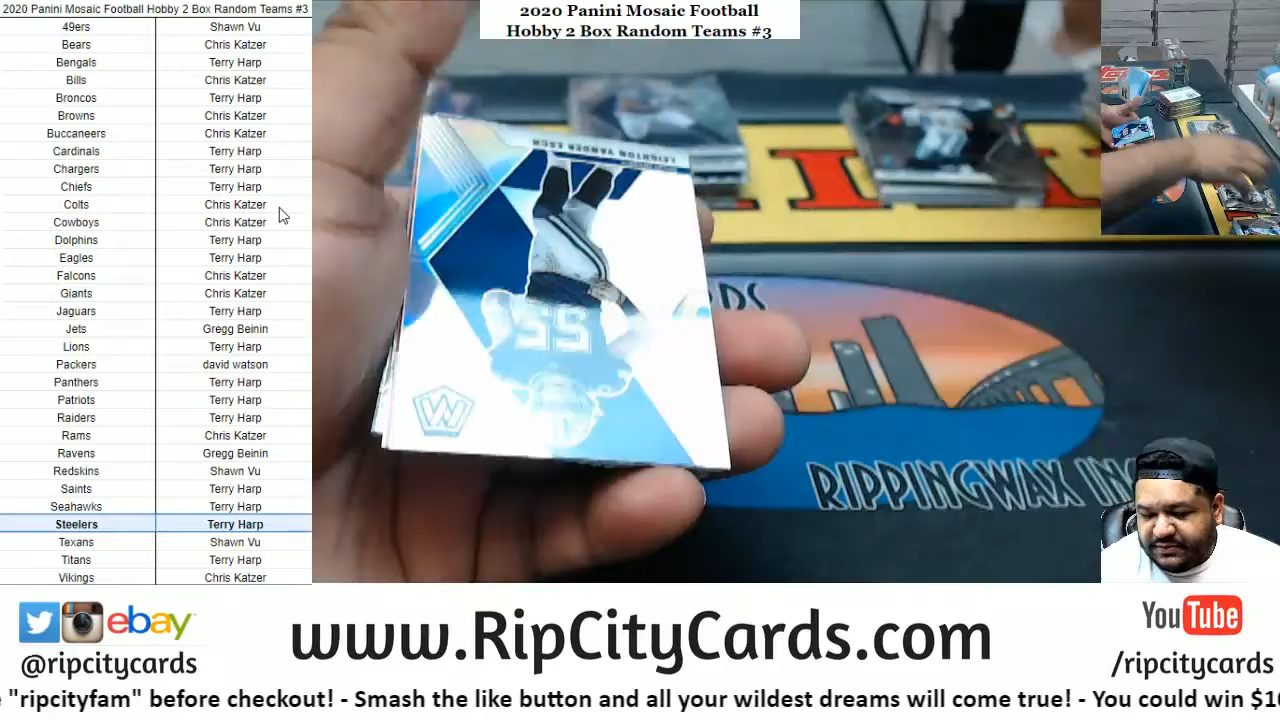 2020 Panini Mosaic Football Hobby 2 Box Random Teams #3
49ers Shawn Vu
Bears Chris Katzer
Bengals Terry Harp
Bills Chris Katzer
Broncos Terry Harp
Browns Chris Katzer
Buccaneers Chris Katzer
Cardinals Terry Harp
Chargers Terry Harp
Chiefs Terry Harp
Colts Chris Katzer
Cowboys Chris Katzer
Dolphins Terry Harp
Eagles Terry Harp
Falcons Chris Katzer
Giants Chris Katzer
Jaguars Terry Harp
Jets Gregg Beinin
Lions Terry Harp
Packers david watson
Panthers Terry Harp
Patriots Terry Harp
Raiders Terry Harp
Rams Chris Katzer
Ravens Gregg Beinin
Redskins Shawn Vu
Saints Terry Harp
Seahawks Terry Harp
Steelers Terry Harp
Texans Shawn Vu
Titans Terry Harp
Vikings Chris Katzer
2020 Panini Mosaic Football
Hobby 2 Box Random Teams #3
LEIGHTON VANDER ESCH
55
RDS
RIPPINGWAX IN
ebay
@ripcitycards
www.RipCityCards.com
YouTube
/ripcitycards
"ripcityfam" before checkout! - Smash the like button and all your wildest dreams will come true! - You could win